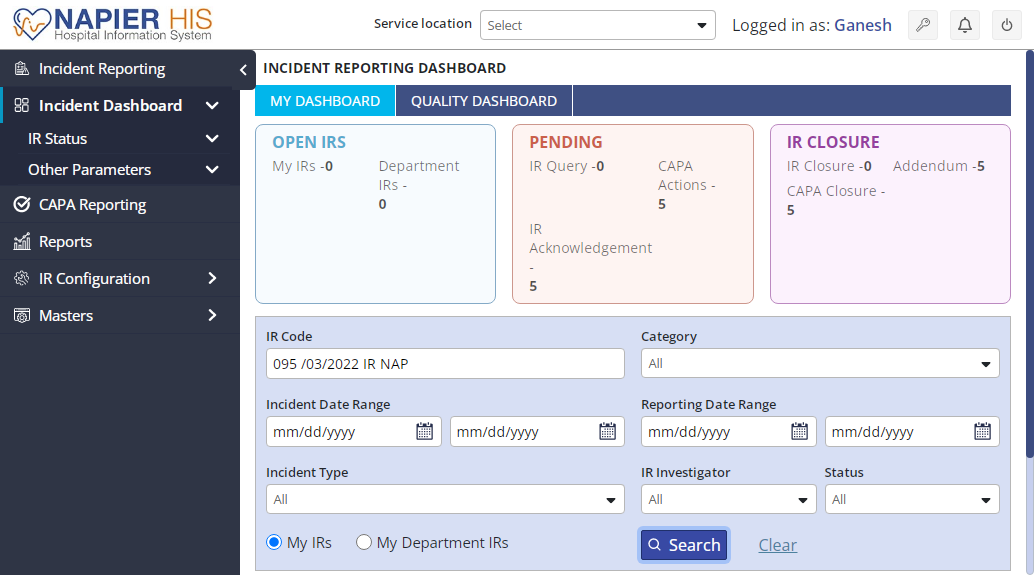 NAPIER HIS
Hospital Information System
Service location
Select
Logged in as: Ganesh
Incident Reporting
Incident Dashboard
IR Status
Other Parameters
CAPA Reporting
Reports
IR Configuration
Masters
INCIDENT REPORTING DASHBOARD
MY DASHBOARD
QUALITY DASHBOARD
OPEN IRS
My IRs -0
Department
IRs -
0
PENDING
IR Query -0
CAPA
Actions -
5
IR
Acknowledgement
-
5
IR CLOSURE
IR Closure -0
Addendum -5
CAPA Closure -
5
IR Code
095 /03/2022 IR NAP
Category
All
Incident Date Range
mm/dd/yyyy
mm/dd/yyyy
Reporting Date Range
mm/dd/yyyy
mm/dd/yyyy
Incident Type
All
IR Investigator
All
Status
All
My IRs
My Department IRs
Search
Clear